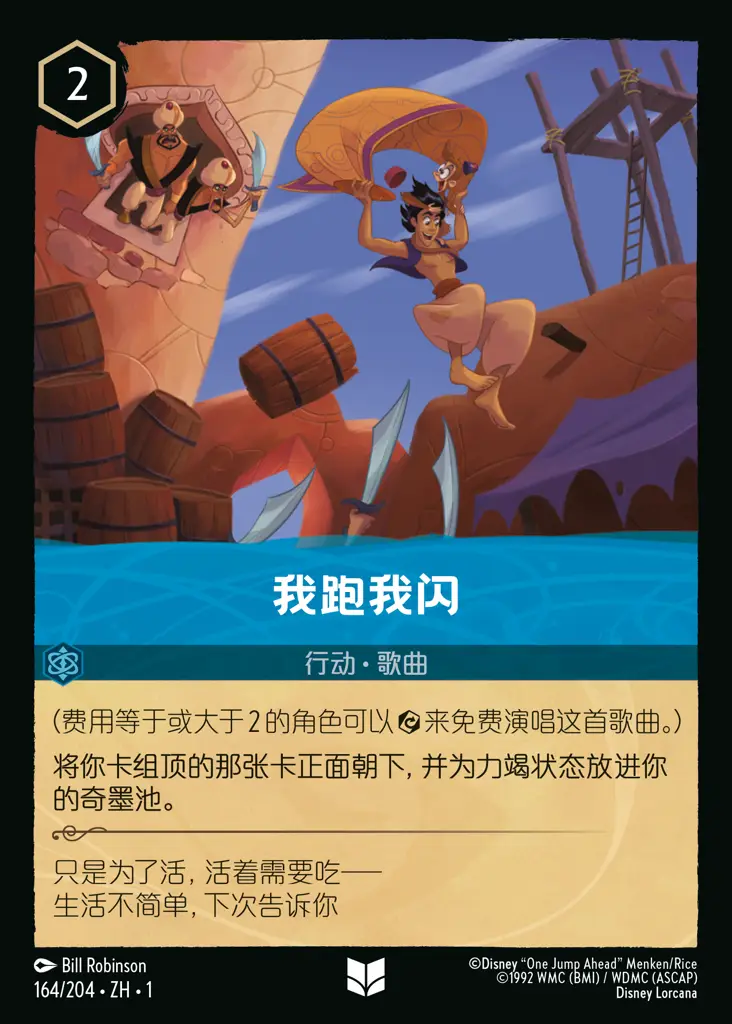 2
我跑我闪
行动·歌曲
(费用等于或大于2的角色可以 来免费演唱这首歌曲。)
将你卡组顶的那张卡正面朝下,并为力竭状态放进你
的奇墨池。
只是为了活,活着需要吃——
生活不简单,下次告诉你
Bill Robinson
164/204 • ZH • 1
©Disney “One Jump Ahead” Menken/Rice
©1992 WMC (BMI) / WDMC (ASCAP)
Disney Lorcana